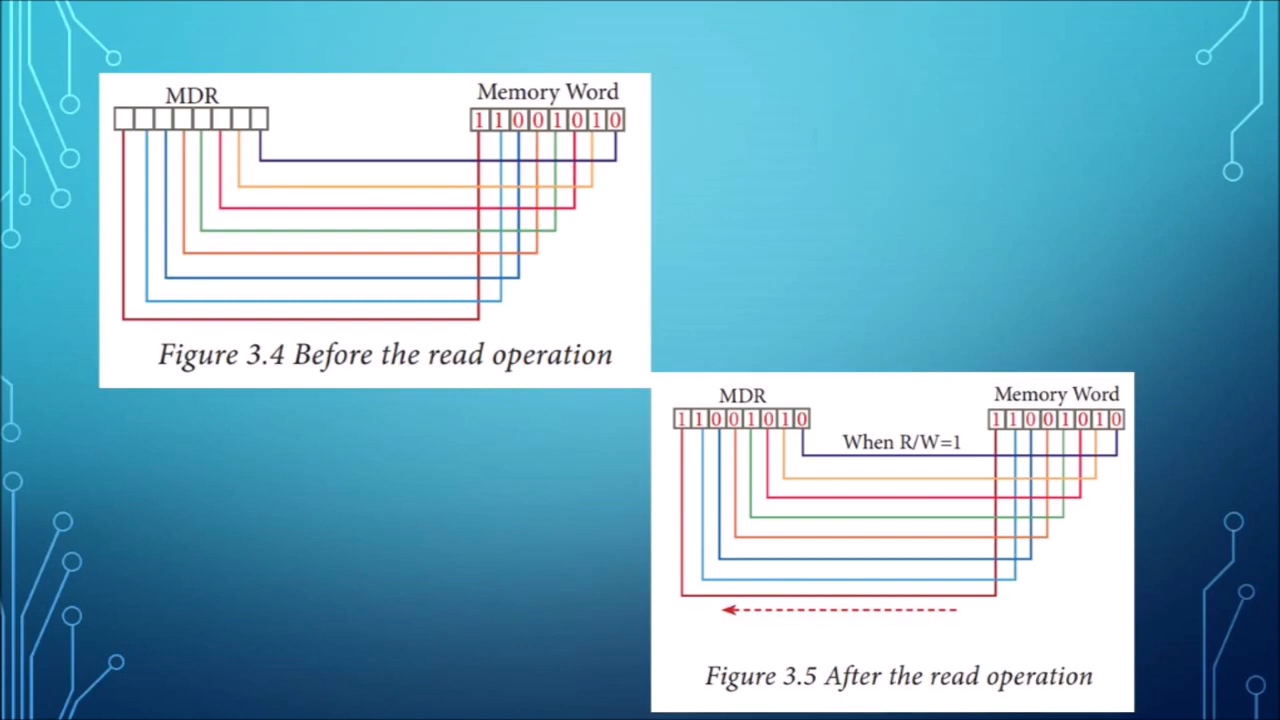 MDR
Memory Word
1 1 0 0 1 0 1 0
Figure 3.4 Before the read operation
MDR
Memory Word
1 1 0 0 1 0 1 0
1 1 0 0 1 0 1 0
When R/W=1
Figure 3.5 After the read operation